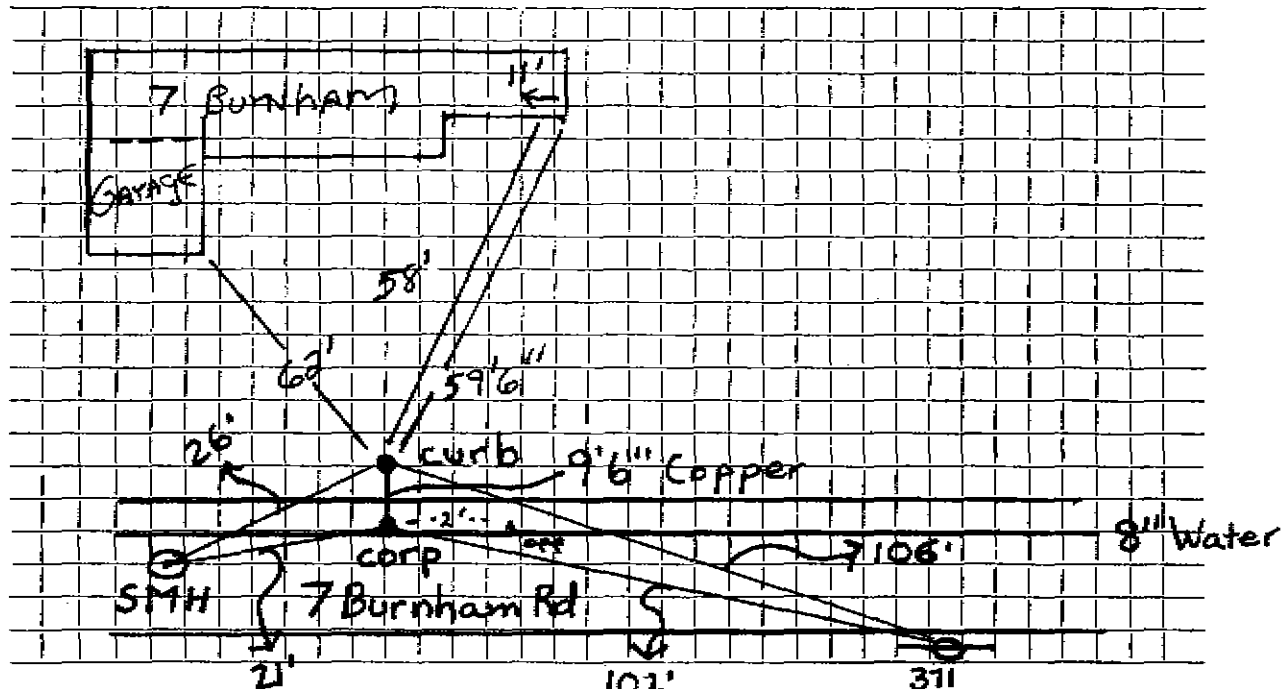 11'
7 Burnham
Garage
58'
62'
59'6"'
26'
curb
9'6"' Copper
--2'--
corp
8"' Water
106'
SMH
7 Burnham Rd
21'
102'
371